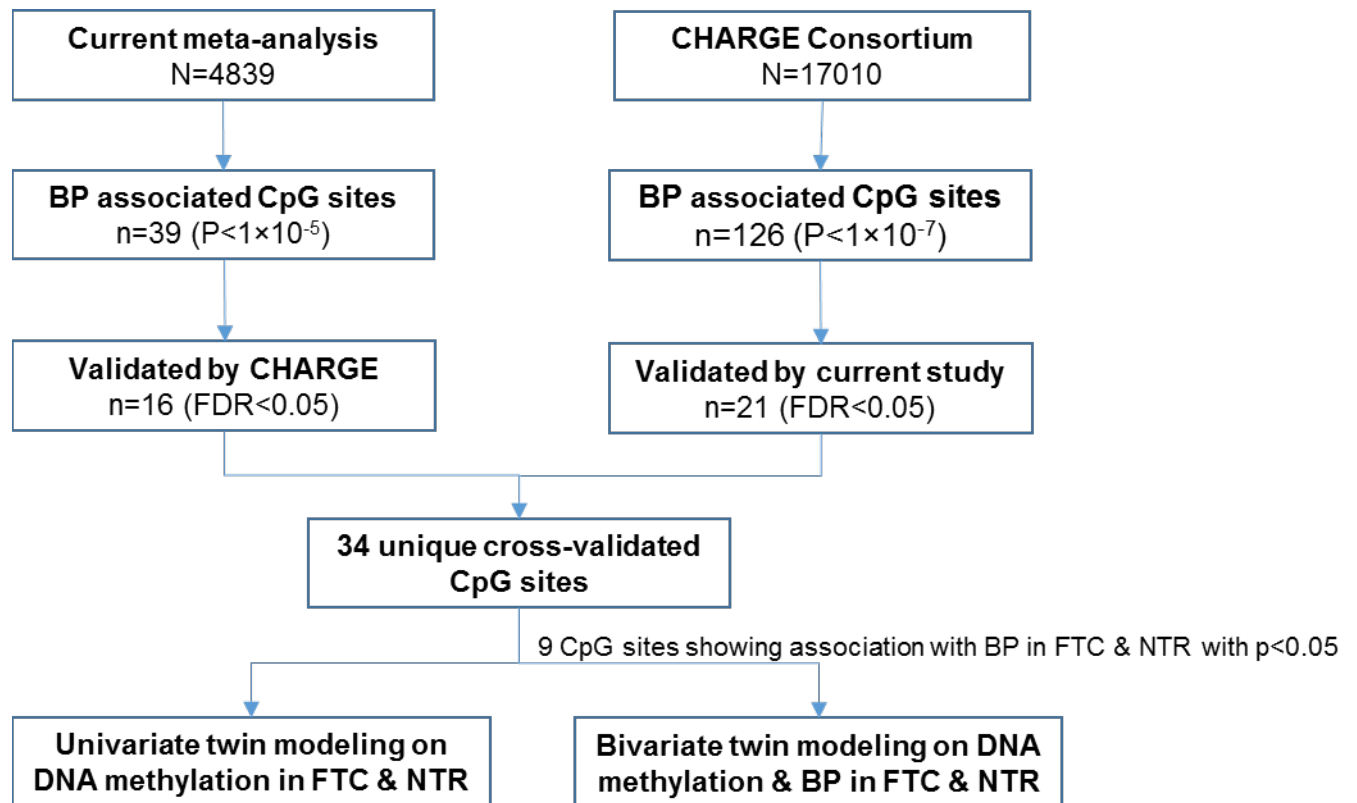 Current meta-analysis
N=4839
CHARGE Consortium
N=17010
BP associated CpG sites
n=39 (P<1×10⁻⁵)
BP associated CpG sites
n=126 (P<1×10⁻⁷)
Validated by CHARGE
n=16 (FDR<0.05)
Validated by current study
n=21 (FDR<0.05)
34 unique cross-validated
CpG sites
9 CpG sites showing association with BP in FTC & NTR with p<0.05
Univariate twin modeling on
DNA methylation in FTC & NTR
Bivariate twin modeling on DNA
methylation & BP in FTC & NTR